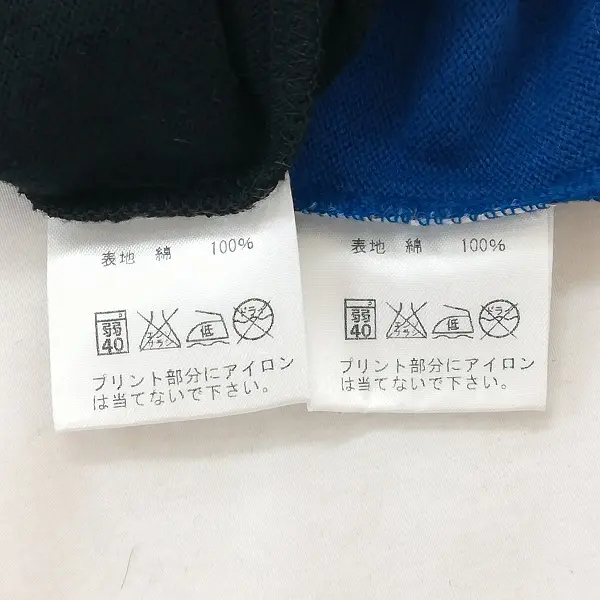 表地 綿 100%
弱 40 エンソ サラシ 低 ドライ
プリント部分にアイロン
は当てないで下さい。
表地 綿 100%
弱 40 エンソ サラシ 低 ドライ
プリント部分にアイロン
は当てないで下さい。